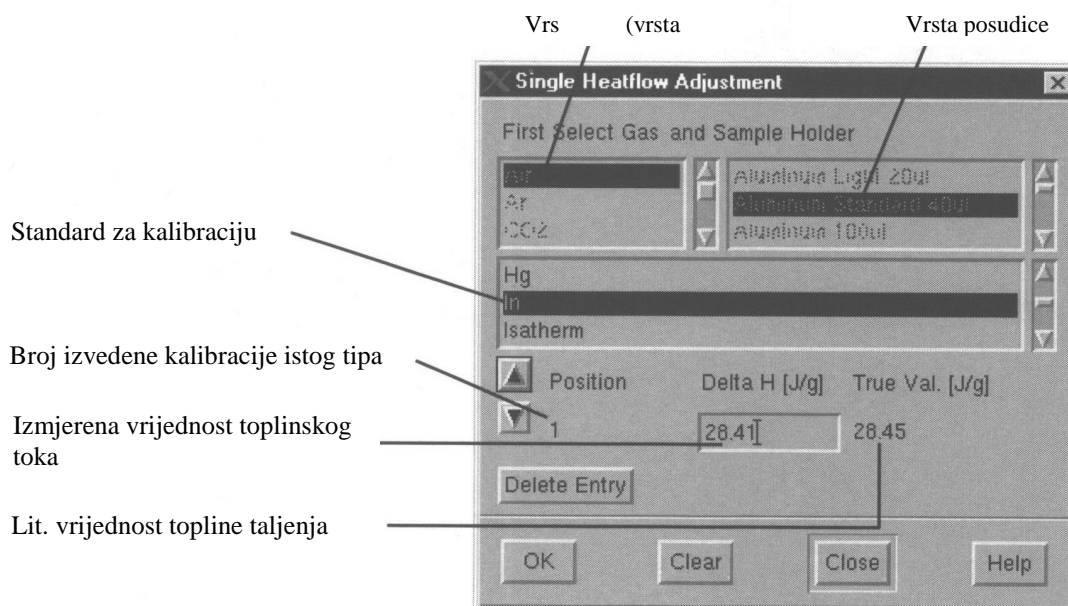 Vrs (vrsta
Vrsta posudice
Single Heatflow Adjustment
First Select Gas and Sample Holder
Air
Ar
CO2
Aluminum Light 20ul
Aluminum Standard 40ul
Aluminum 100ul
Standard za kalibraciju
Hg
In
Isatherm
Broj izvedene kalibracije istog tipa
Position Delta H [J/g] True Val. [J/g]
Izmjerena vrijednost toplinskog
toka
1 28.41 28.45
Delete Entry
Lit. vrijednost topline taljenja
OK Clear Close Help